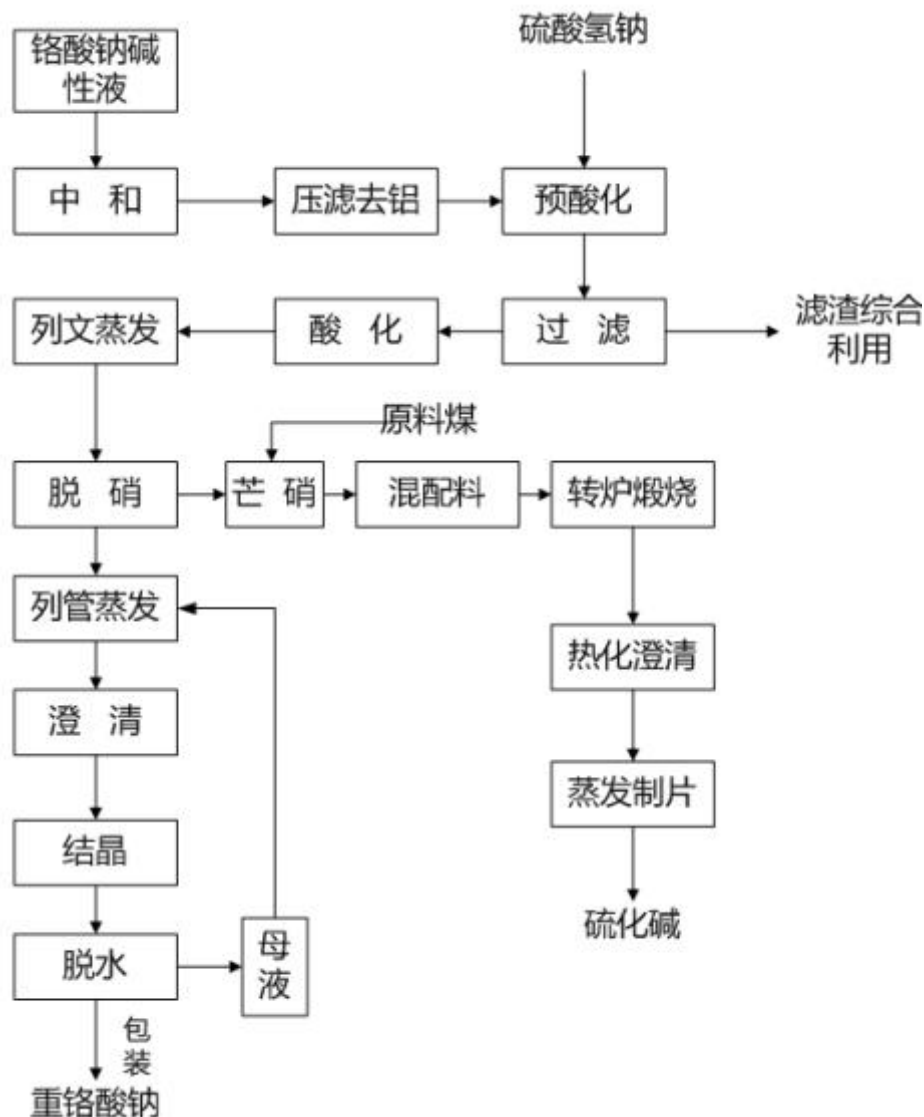 铬酸钠碱
性液
硫酸氢钠
中 和
压滤去铝
预酸化
列文蒸发
酸 化
过 滤
滤渣综合
利用
原料煤
脱 硝
芒 硝
混配料
转炉煅烧
列管蒸发
热化澄清
澄 清
蒸发制片
结晶
硫化碱
脱水
母
液
包
装
重铬酸钠